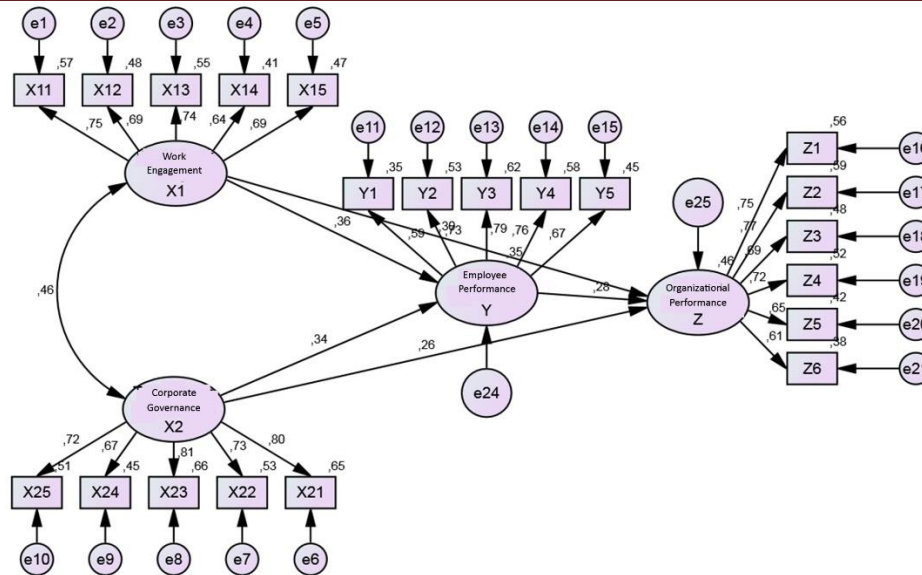 e1 e2 e3 e4 e5
,57 ,48 ,55 ,41 ,47
X11 X12 X13 X14 X15
,75 ,69 ,74 ,64 ,69
Work
Engagement
X1
e11 e12 e13 e14 e15
,35 ,53 ,62 ,58 ,45
Y1 Y2 Y3 Y4 Y5
,59 ,73 ,79 ,76 ,67
,36
,35
Employee
Performance
Y
,46
,34
,26
,28
e24
e25
,46
Organizational
Performance
Z
,75
,77
,69
,72
,65
,61
,56
Z1
,59
Z2 e17
,48
Z3 e18
,52
Z4 e19
,42
Z5
,38
Z6
Corporate
Governance
X2
,72 ,67 ,81 ,73 ,80
,51 ,45 ,66 ,53 ,65
X25 X24 X23 X22 X21
e10 e9 e8 e7 e6